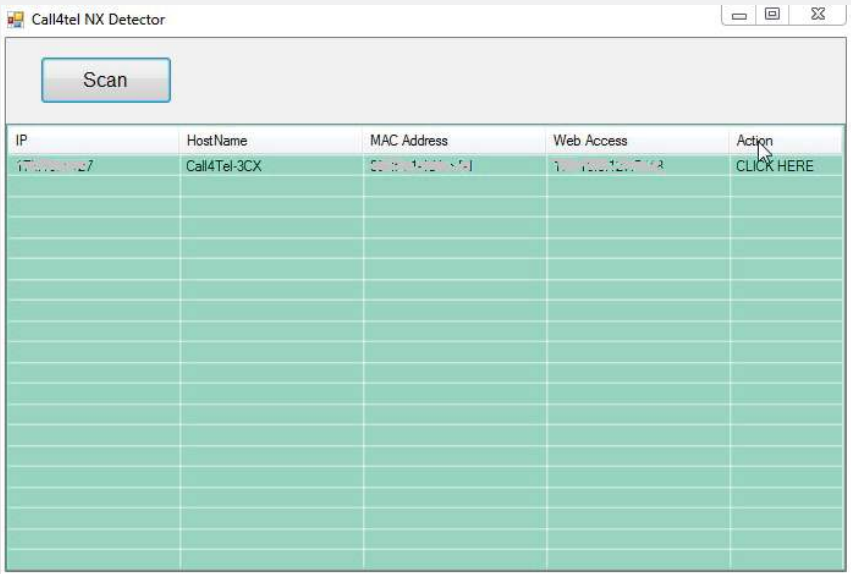 Call4tel NX Detector
Scan
IP HostName MAC Address Web Access Action
Call4Tel-3CX CLICK HERE